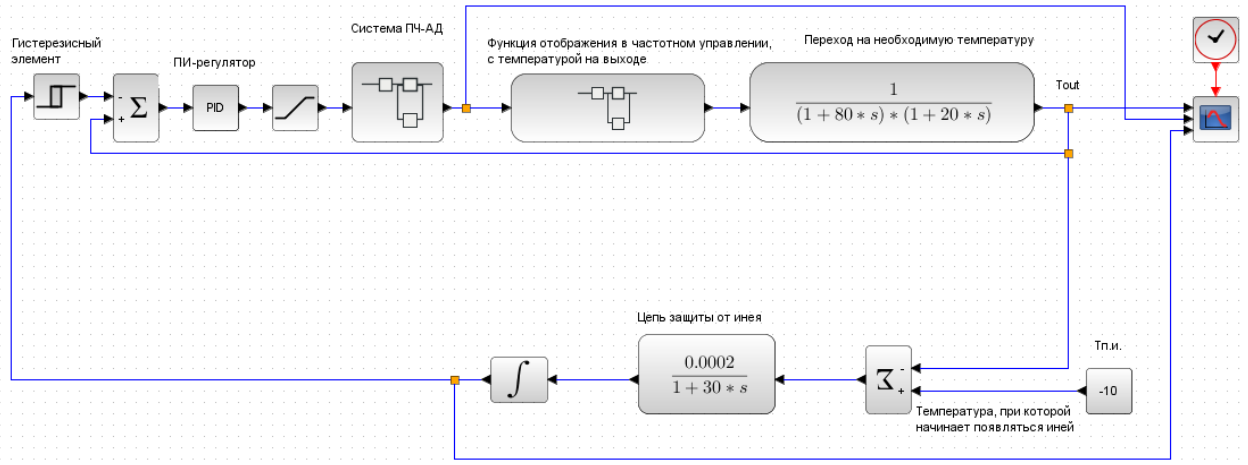 Система ПЧ-АД
Гистерезисный
элемент
ПИ-регулятор
Функция отображения в частотном управлении,
с температурой на выходе
Переход на необходимую температуру
Tout
-
+
Σ
PID
1
(1 + 80 * s) * (1 + 20 * s)
Цепь защиты от инея
0.0002
1 + 30 * s
∫
Σ
-
+
Тп.и.
-10
Температура, при которой
начинает появляться иней